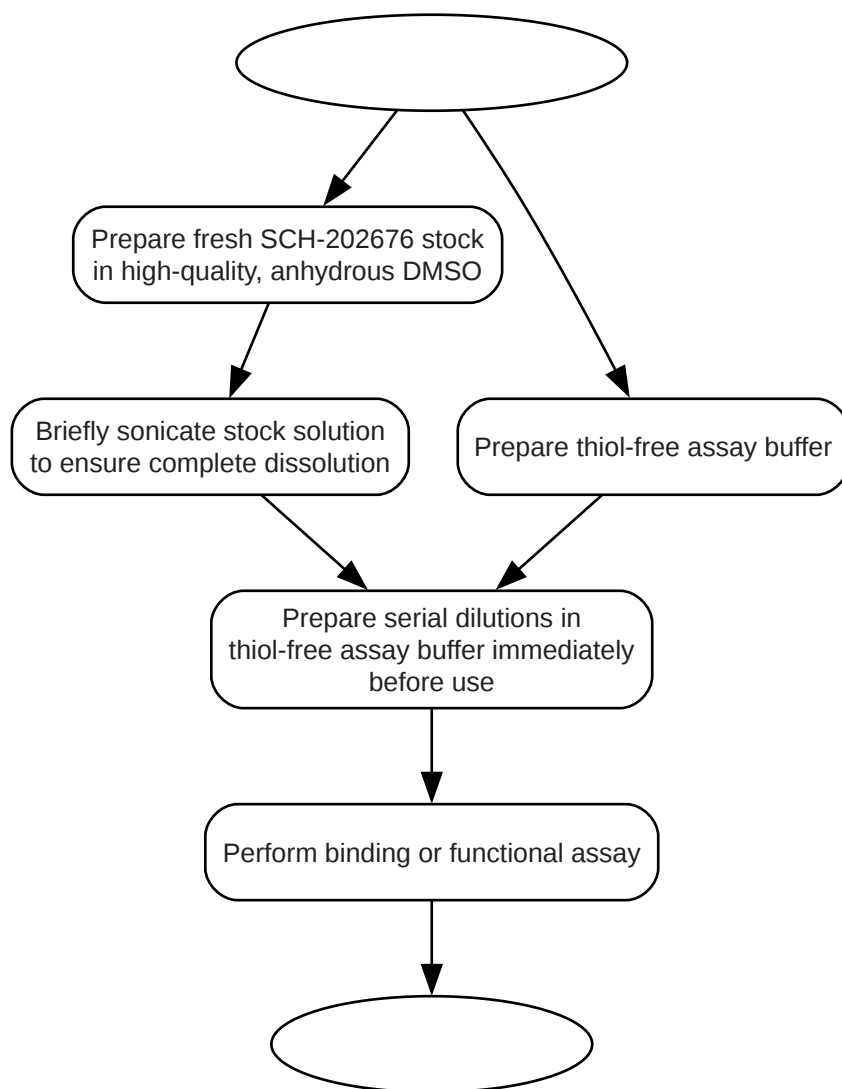 Prepare fresh SCH-202676 stock
in high-quality, anhydrous DMSO
Briefly sonicate stock solution
to ensure complete dissolution
Prepare thiol-free assay buffer
Prepare serial dilutions in
thiol-free assay buffer immediately
before use
Perform binding or functional assay